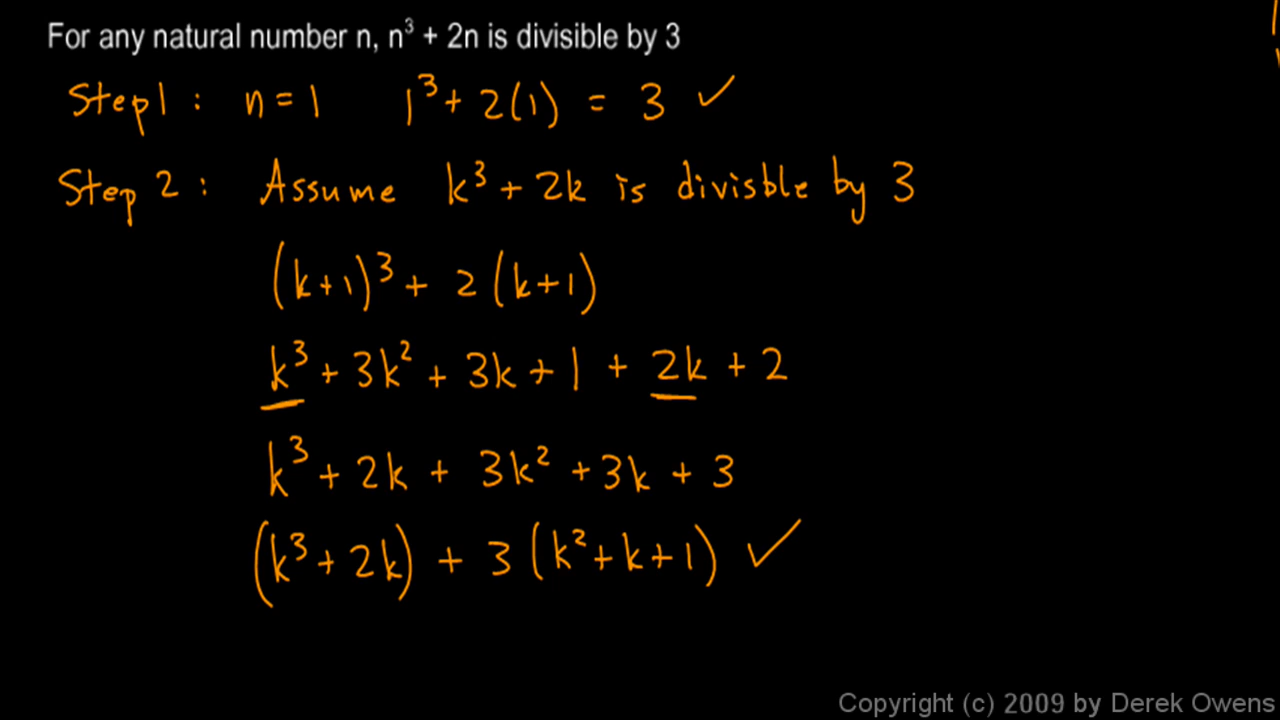 For any natural number n, n³ + 2n is divisible by 3
Step 1 : n = 1 1³ + 2(1) = 3 ✓
Step 2 : Assume k³ + 2k is divisble by 3
(k+1)³ + 2(k+1)
k³ + 3k² + 3k + 1 + 2k + 2
k³ + 2k + 3k² + 3k + 3
(k³ + 2k) + 3(k² + k + 1) ✓
Copyright (c) 2009 by Derek Owens